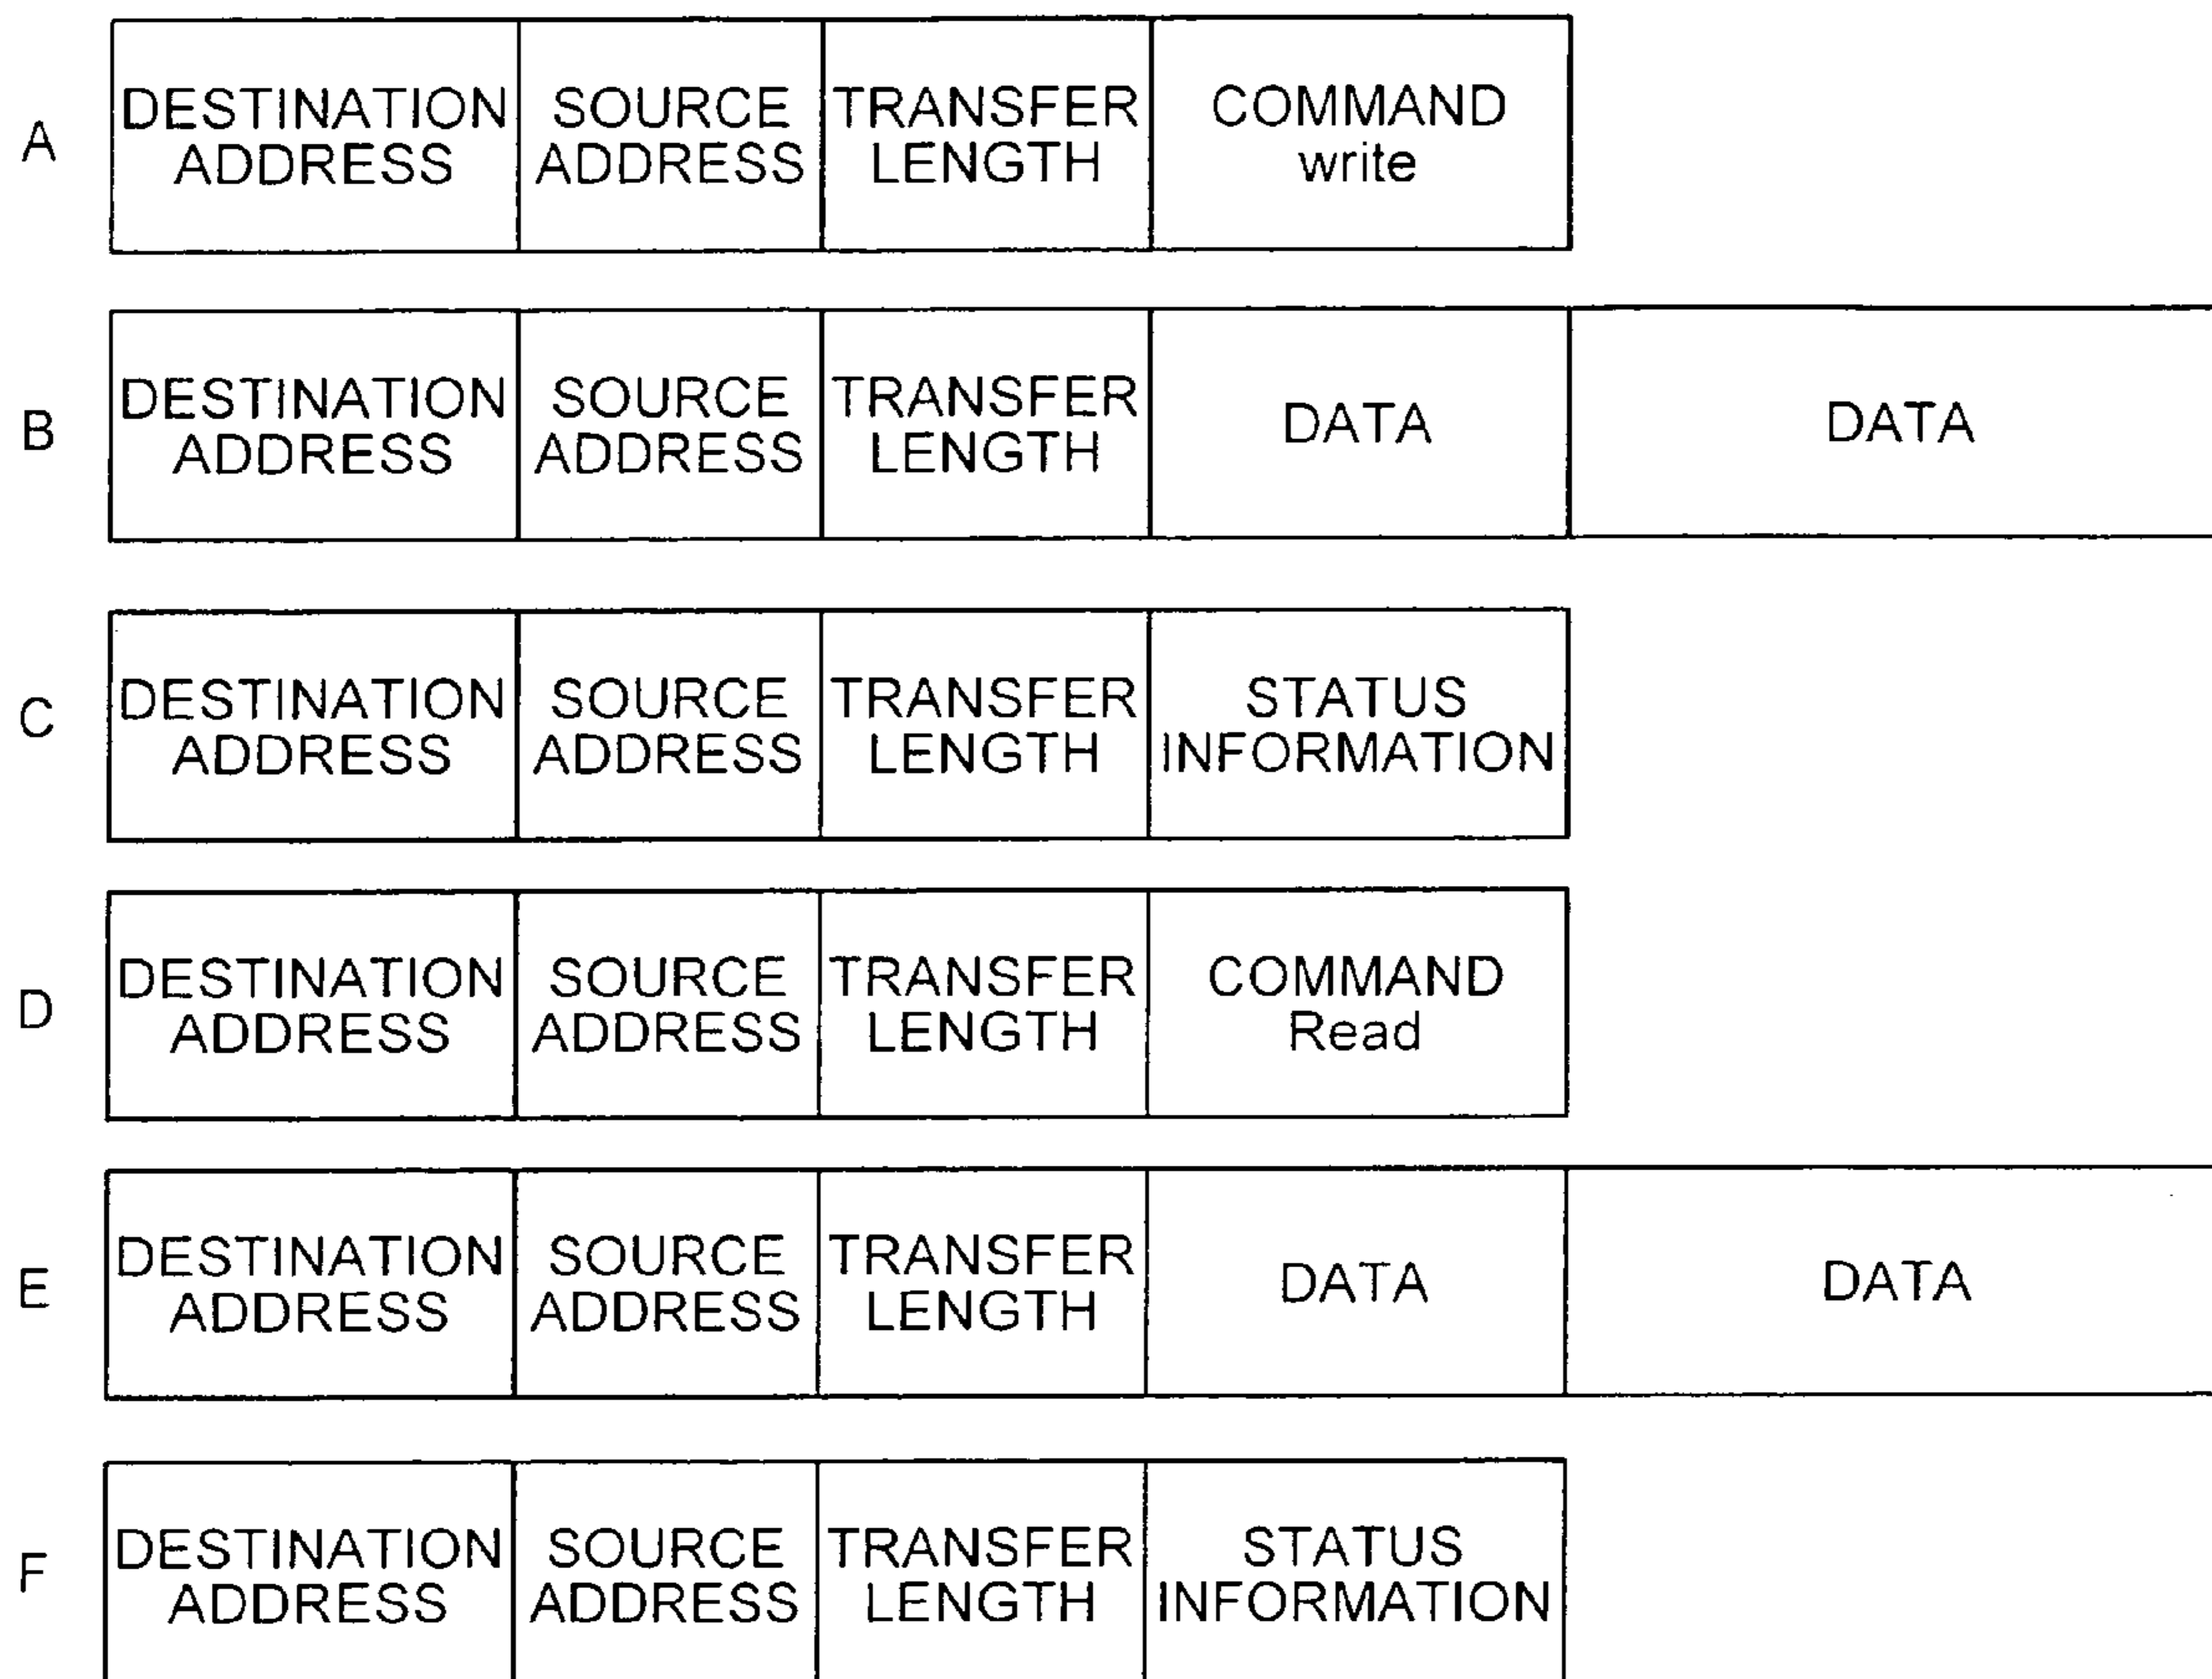 A
DESTINATION
ADDRESS
SOURCE
ADDRESS
TRANSFER
LENGTH
COMMAND
write
B
DESTINATION
ADDRESS
SOURCE
ADDRESS
TRANSFER
LENGTH
DATA
DATA
C
DESTINATION
ADDRESS
SOURCE
ADDRESS
TRANSFER
LENGTH
STATUS
INFORMATION
D
DESTINATION
ADDRESS
SOURCE
ADDRESS
TRANSFER
LENGTH
COMMAND
Read
E
DESTINATION
ADDRESS
SOURCE
ADDRESS
TRANSFER
LENGTH
DATA
DATA
F
DESTINATION
ADDRESS
SOURCE
ADDRESS
TRANSFER
LENGTH
STATUS
INFORMATION